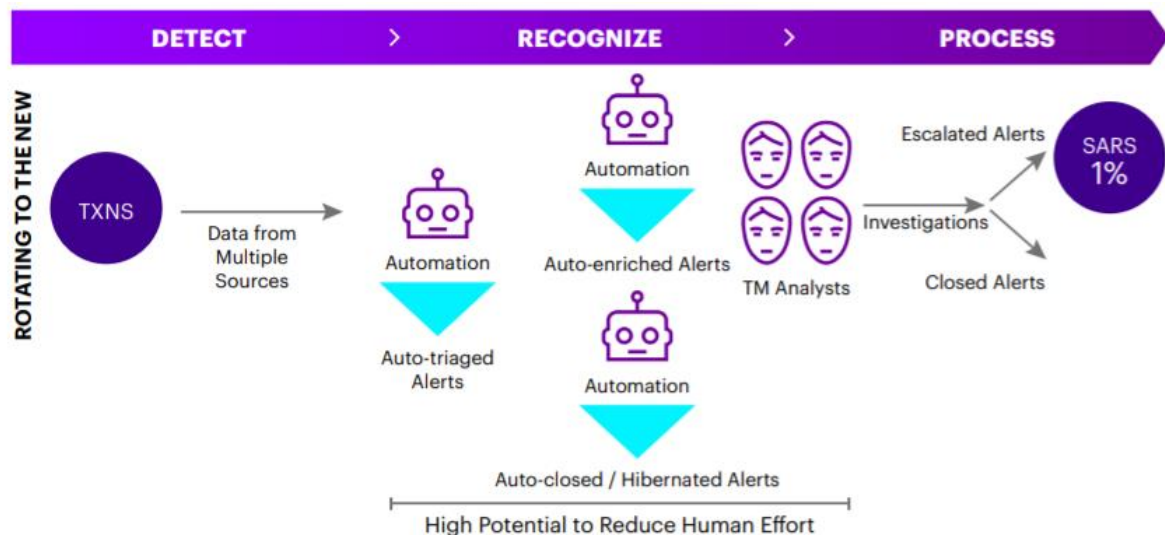 DETECT > RECOGNIZE > PROCESS
ROTATING TO THE NEW
TXNS
Data from
Multiple
Sources
Automation
Auto-triaged
Alerts
Automation
Auto-enriched Alerts
Automation
Auto-closed / Hibernated Alerts
TM Analysts
Investigations
Escalated Alerts
SARS
1%
Closed Alerts
High Potential to Reduce Human Effort